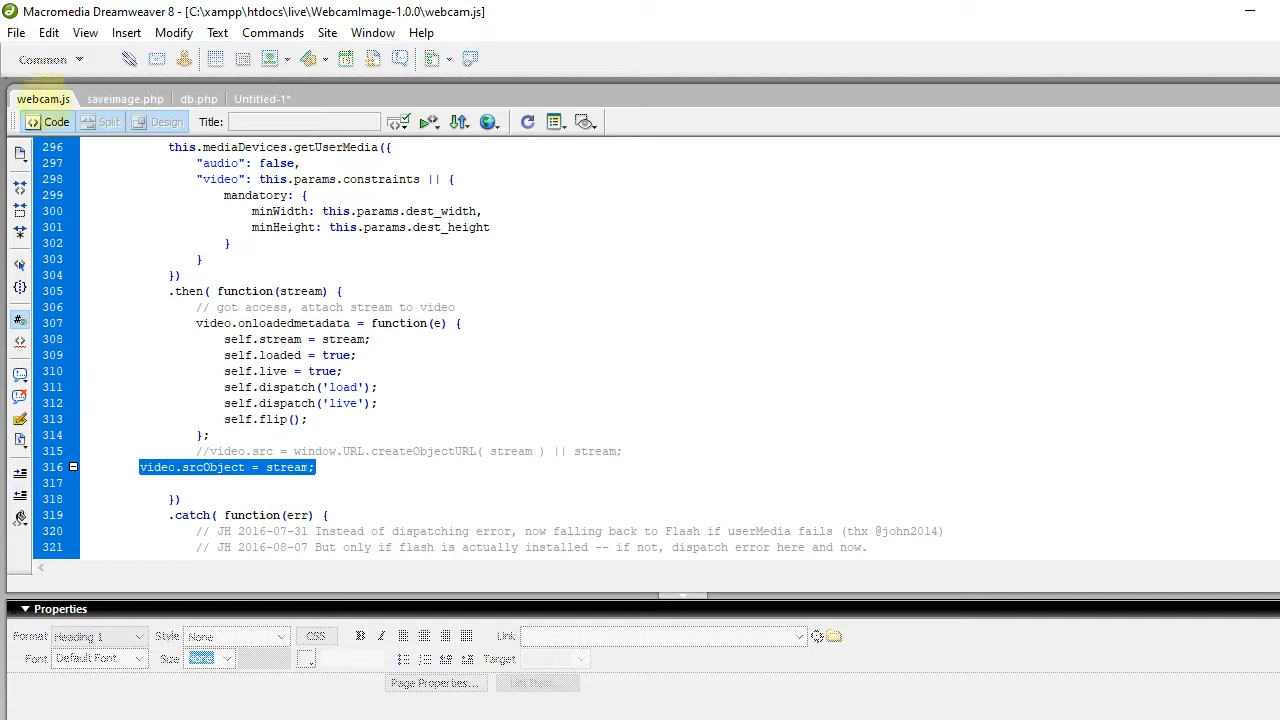 Macromedia Dreamweaver 8 - [C:\xampp\htdocs\live\WebcamImage-1.0.0\webcam.js]
File Edit View Insert Modify Text Commands Site Window Help
Common
webcam.js saveimage.php db.php Untitled-1*
Code Split Design Title:
296 this.mediaDevices.getUserMedia({
297 "audio": false,
298 "video": this.params.constraints || {
299 mandatory: {
300 minWidth: this.params.dest_width,
301 minHeight: this.params.dest_height
302 }
303 }
304 })
305 .then( function(stream) {
306 // got access, attach stream to video
307 video.onloadedmetadata = function(e) {
308 self.stream = stream;
309 self.loaded = true;
310 self.live = true;
311 self.dispatch('load');
312 self.dispatch('live');
313 self.flip();
314 };
315 //video.src = window.URL.createObjectURL( stream ) || stream;
316 video.srcObject = stream;
317
318 })
319 .catch( function(err) {
320 // JH 2016-07-31 Instead of dispatching error, now falling back to Flash if userMedia fails (thx @john2014)
321 // JH 2016-08-07 But only if flash is actually installed -- if not, dispatch error here and now.
Properties
Format Heading 1 Style None CSS B I Link
Font Default Font Size None Target
Page Properties... List Item...